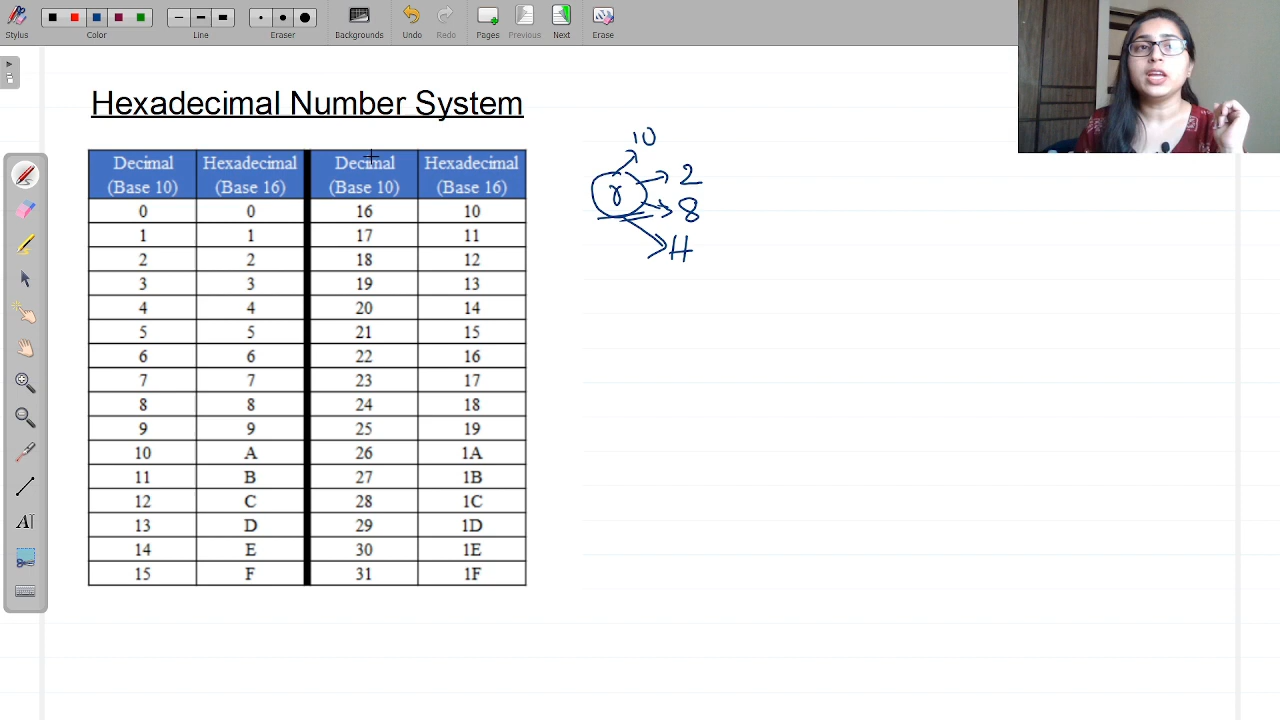 Stylus Color Line Eraser Backgrounds Undo Redo Pages Previous Next Erase
Hexadecimal Number System
Decimal (Base 10) Hexadecimal (Base 16) Decimal (Base 10) Hexadecimal (Base 16)
0 0 16 10
1 1 17 11
2 2 18 12
3 3 19 13
4 4 20 14
5 5 21 15
6 6 22 16
7 7 23 17
8 8 24 18
9 9 25 19
10 A 26 1A
11 B 27 1B
12 C 28 1C
13 D 29 1D
14 E 30 1E
15 F 31 1F
10
r 2
8
H